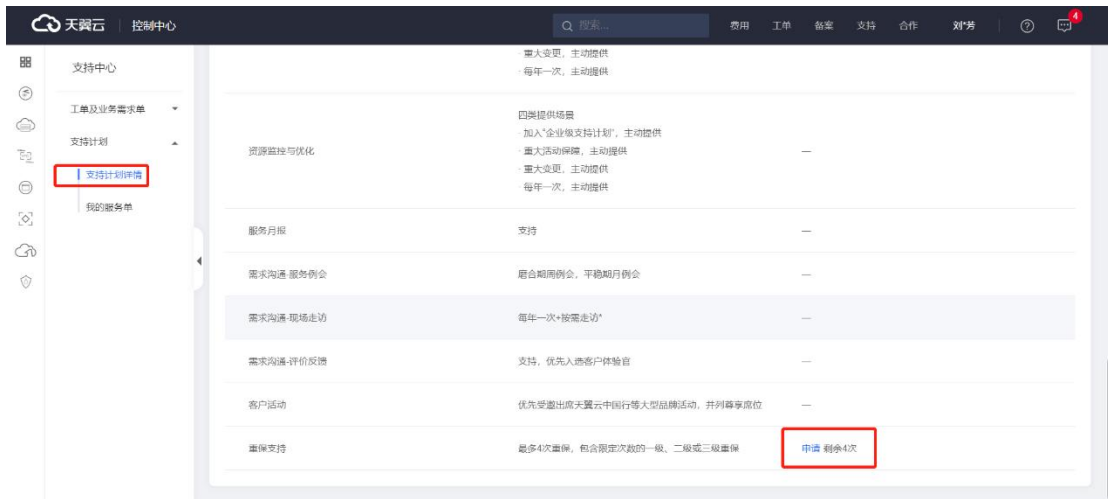 天翼云 控制中心 搜索... 费用 工单 备案 支持 合作 刘*芳 4
支持中心
工单及业务需求单
支持计划
支持计划详情
我的服务单
· 重大变更，主动提供
· 每年一次，主动提供
资源监控与优化
四类提供场景
· 加入“企业级支持计划”，主动提供
· 重大活动保障，主动提供
· 重大变更，主动提供
· 每年一次，主动提供
—
服务月报 支持 —
需求沟通-服务例会 磨合期周例会，平稳期月例会 —
需求沟通-现场走访 每年一次+按需走访* —
需求沟通-评价反馈 支持，优先入选客户体验官 —
客户活动 优先受邀出席天翼云中国行等大型品牌活动，并列尊享席位 —
重保支持 最多4次重保，包含限定次数的一级、二级或三级重保 申请 剩余4次